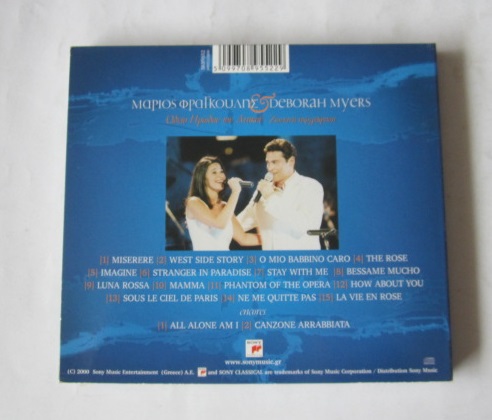 5099708955229
ΜΑΡΙΟΣ ΦΡΑΓΚΟΥΛΗΣ & DEBORAH MYERS
[1] MISERERE [2] WEST SIDE STORY [3] O MIO BABBINO CARO [4] THE ROSE
[5] IMAGINE [6] STRANGER IN PARADISE [7] STAY WITH ME [8] BESSAME MUCHO
[9] LUNA ROSSA [10] MAMMA [11] PHANTOM OF THE OPERA [12] HOW ABOUT YOU
[13] SOUS LE CIEL DE PARIS [14] NE ME QUITTE PAS [15] LA VIE EN ROSE
encores
[1] ALL ALONE AM I [2] CANZONE ARRABBIATA
SONY
www.sonymusic.gr
(C) 2000 Sony Music Entertainment (Greece) A.E. and SONY CLASSICAL are trademarks of Sony Music Corporation / Distribution Sony Music